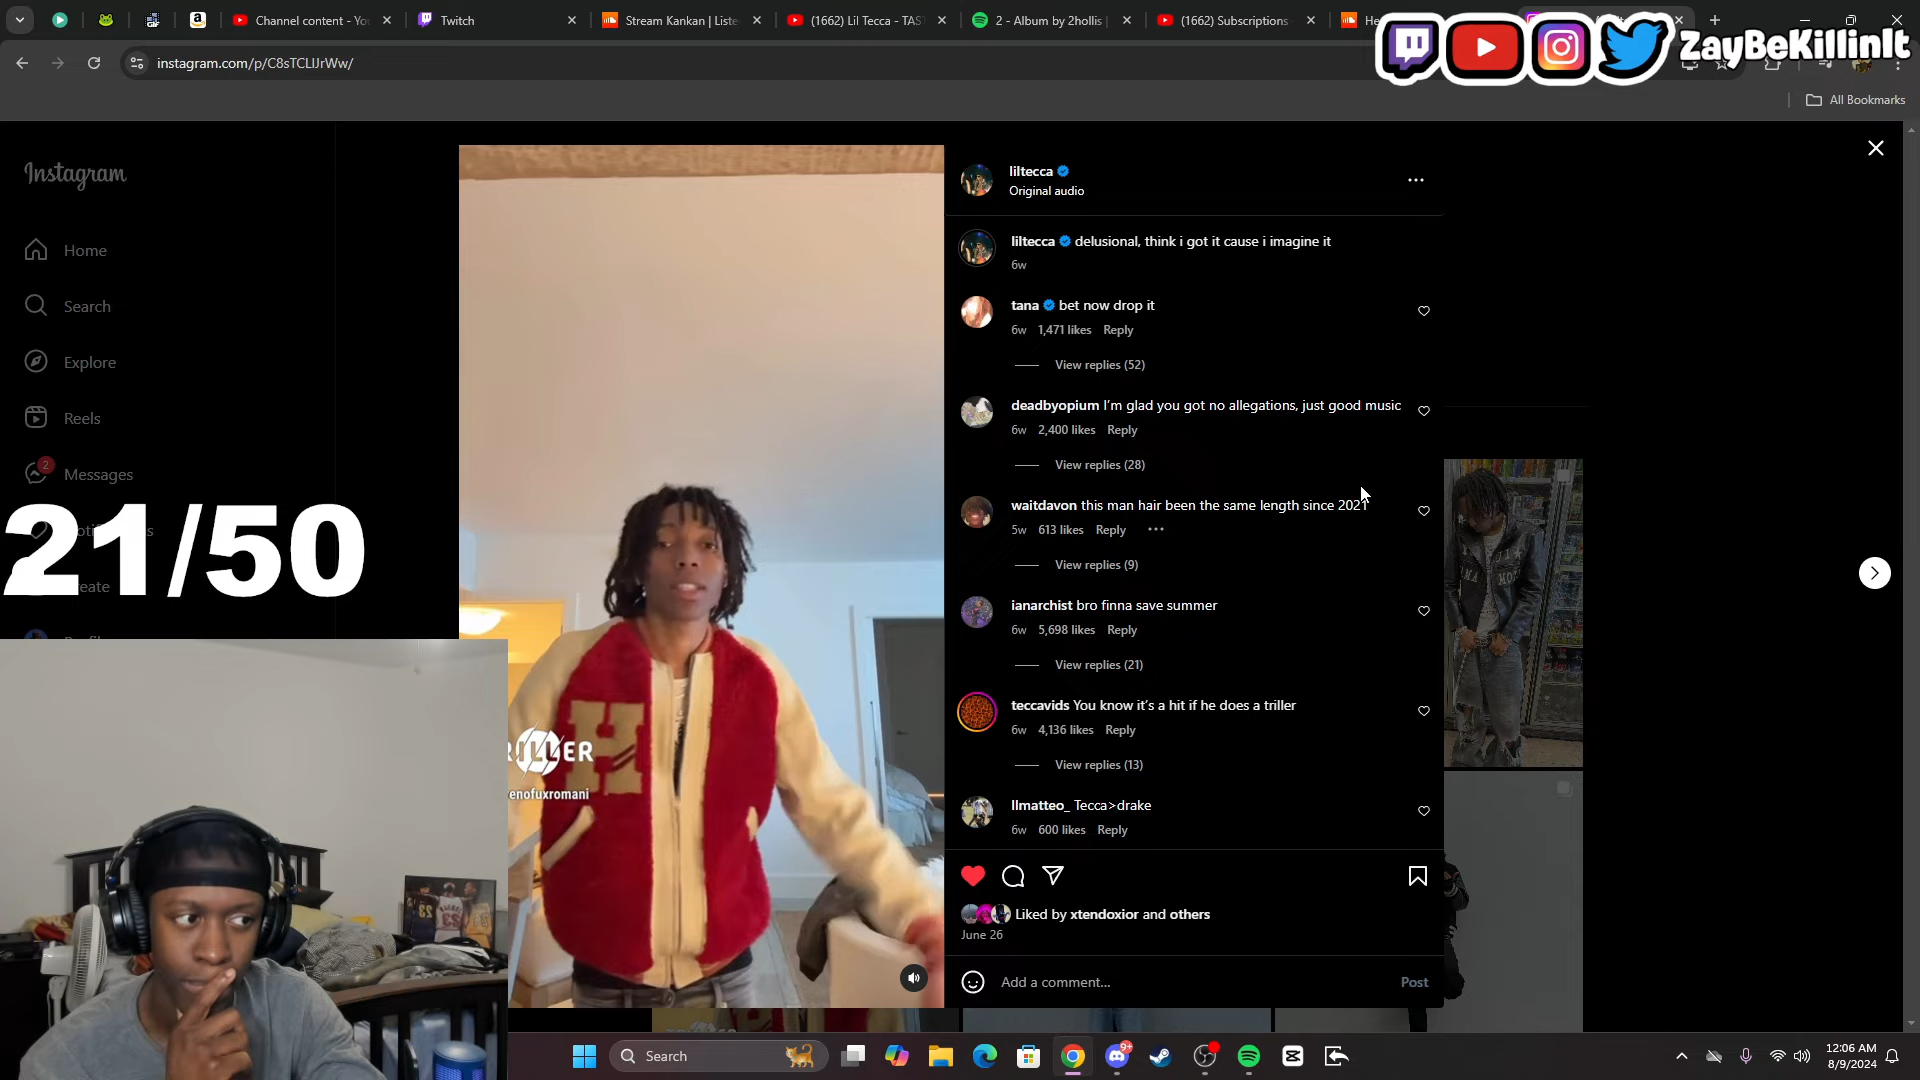 Channel content - Yo
Twitch
Stream Kankan | Liste
(1662) Lil Tecca - TAS
2 - Album by 2hollis |
(1662) Subscriptions
He
ZayBeKillinIt
instagram.com/p/C8sTCLIJrWw/
All Bookmarks
Instagram
Home
Search
Explore
Reels
2
Messages
21/50
liltecca
Original audio
liltecca delusional, think i got it cause i imagine it
6w
tana bet now drop it
6w 1,471 likes Reply
View replies (52)
deadbyopium I'm glad you got no allegations, just good music
6w 2,400 likes Reply
View replies (28)
waitdavon this man hair been the same length since 2021
5w 613 likes Reply
View replies (9)
ianarchist bro finna save summer
6w 5,698 likes Reply
View replies (21)
teccavids You know it's a hit if he does a triller
6w 4,136 likes Reply
View replies (13)
llmatteo_ Tecca>drake
6w 600 likes Reply
Liked by xtendoxior and others
June 26
Add a comment...
Post
H
RILLER
enofuxromani
23
Search
9+
12:06 AM
8/9/2024